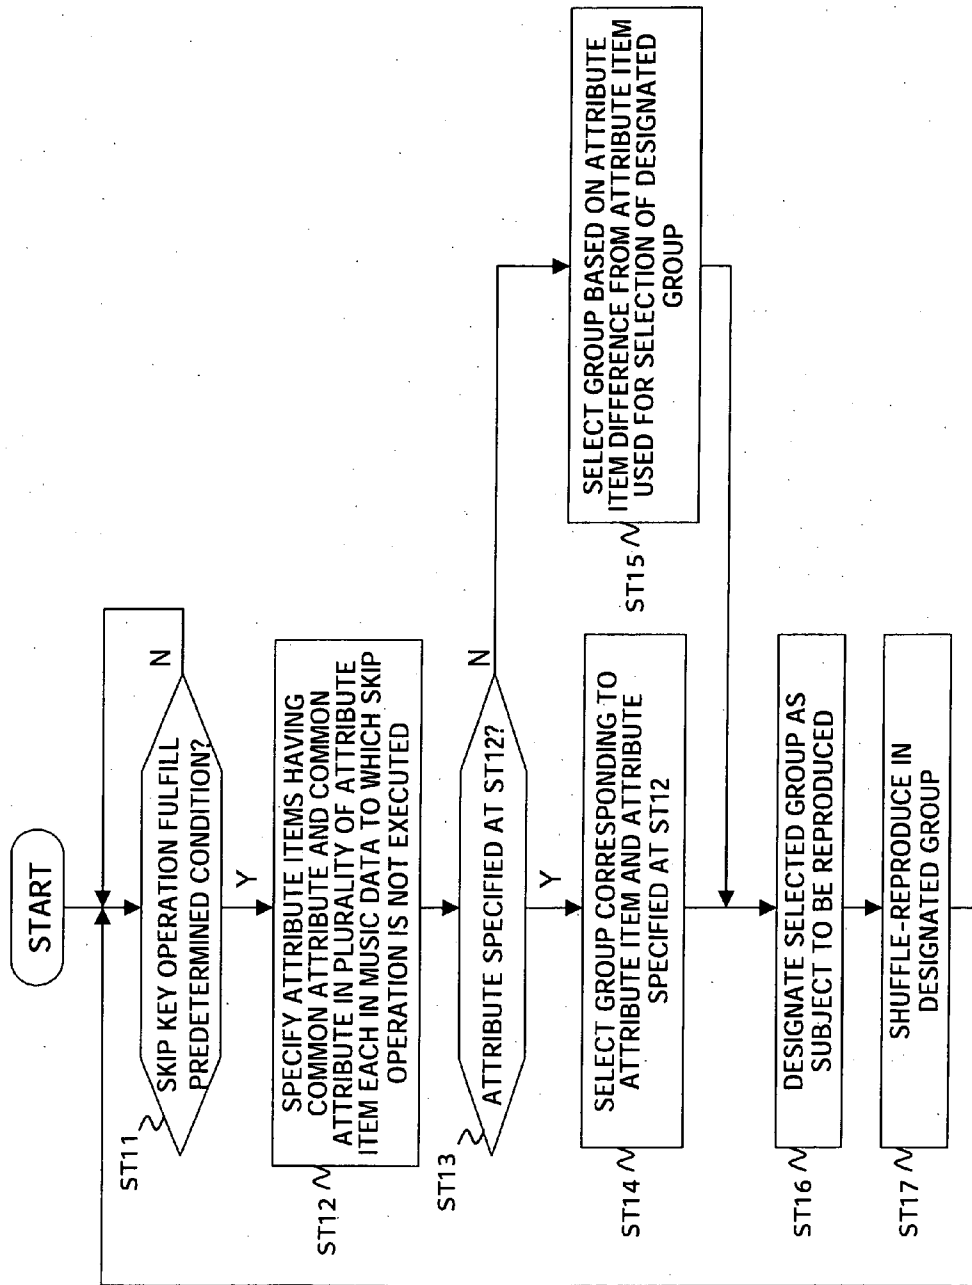 START
ST11
SKIP KEY OPERATION FULFILL
PREDETERMINED CONDITION?
N
Y
ST12
SPECIFY ATTRIBUTE ITEMS HAVING
COMMON ATTRIBUTE AND COMMON
ATTRIBUTE IN PLURALITY OF ATTRIBUTE
ITEM EACH IN MUSIC DATA TO WHICH SKIP
OPERATION IS NOT EXECUTED
ST13
ATTRIBUTE SPECIFIED AT ST12?
N
Y
ST14
SELECT GROUP CORRESPONDING TO
ATTRIBUTE ITEM AND ATTRIBUTE
SPECIFIED AT ST12
ST15
SELECT GROUP BASED ON ATTRIBUTE
ITEM DIFFERENCE FROM ATTRIBUTE ITEM
USED FOR SELECTION OF DESIGNATED
GROUP
ST16
DESIGNATE SELECTED GROUP AS
SUBJECT TO BE REPRODUCED
ST17
SHUFFLE-REPRODUCE IN
DESIGNATED GROUP